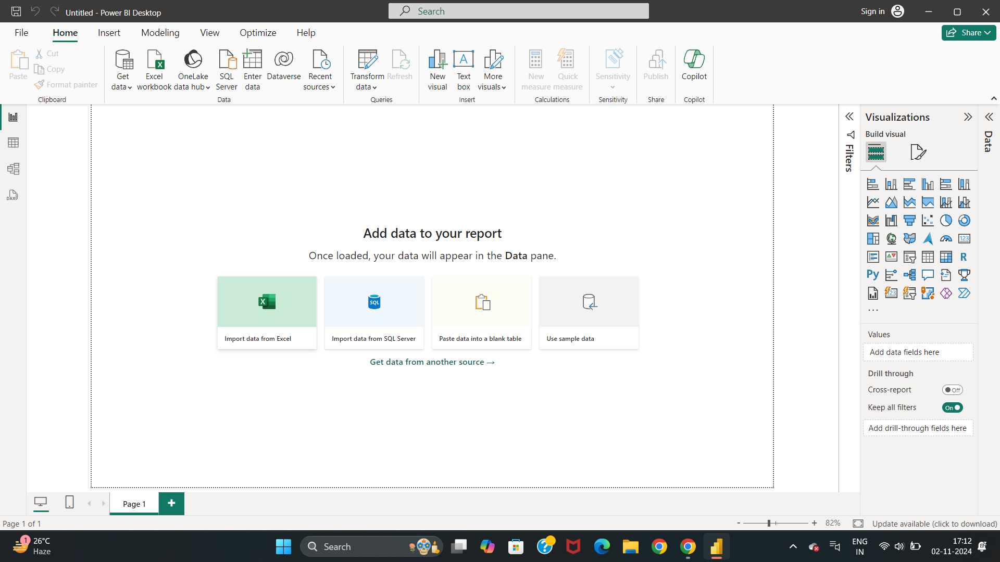 Untitled - Power BI Desktop
Search
Sign in
File
Home
Insert
Modeling
View
Optimize
Help
Share
Paste
Cut
Copy
Format painter
Clipboard
Get
data
Excel
workbook
OneLake
data hub
SQL
Server
Enter
data
Dataverse
Recent
sources
Data
Transform
data
Refresh
Queries
New
visual
A
Text
box
More
visuals
Insert
New
measure
Quick
measure
Calculations
Sensitivity
Sensitivity
Publish
Share
Copilot
Copilot
DAX
Add data to your report
Once loaded, your data will appear in the Data pane.
X
Import data from Excel
SQL
Import data from SQL Server
Paste data into a blank table
Use sample data
Get data from another source →
Filters
Visualizations
Build visual
123
R
Py
123
...
Values
Add data fields here
Drill through
Cross-report
Off
Keep all filters
On
Add drill-through fields here
Data
Page 1
+
Page 1 of 1
-
+
82%
Update available (click to download)
1
26°C
Haze
Search
ENG
IN
17:12
02-11-2024